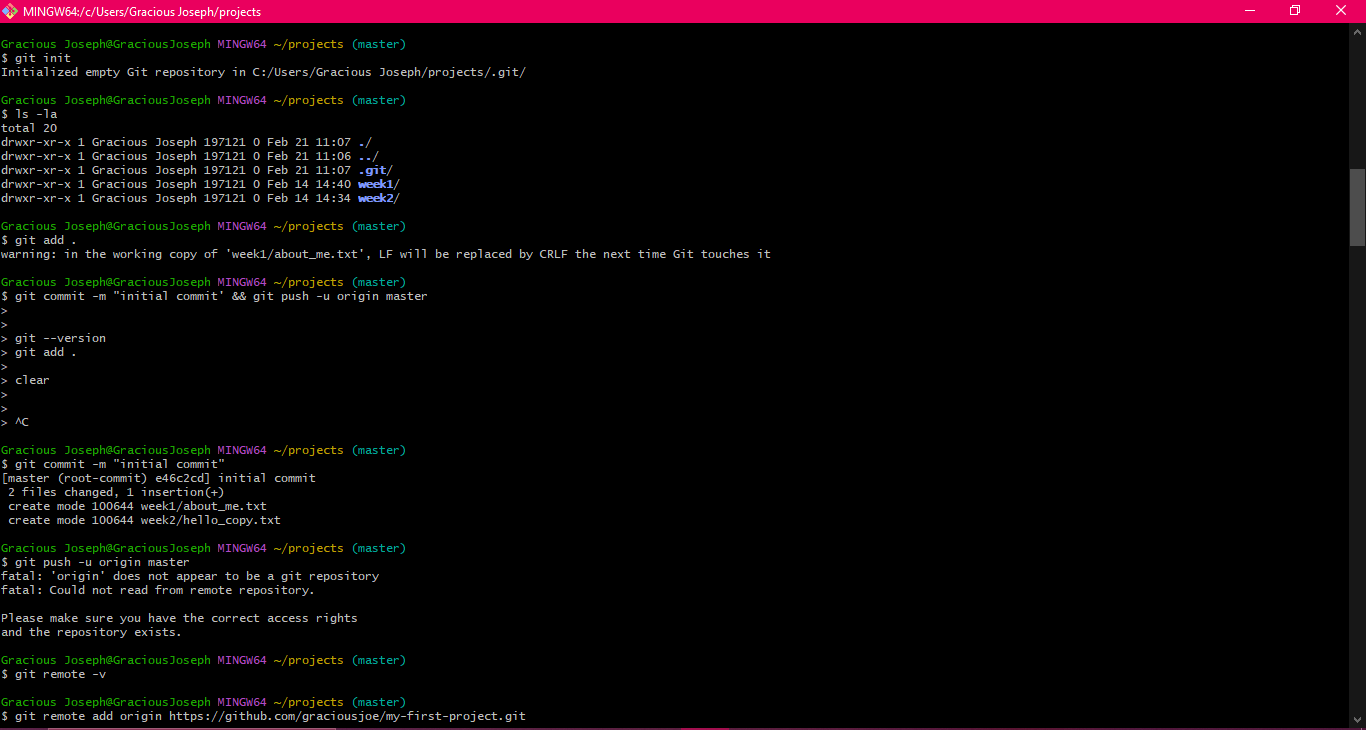 MINGW64:/c/Users/Gracious Joseph/projects
Gracious Joseph@GraciousJoseph MINGW64 ~/projects (master)
$ git init
Initialized empty Git repository in C:/Users/Gracious Joseph/projects/.git/
Gracious Joseph@GraciousJoseph MINGW64 ~/projects (master)
$ ls -la
total 20
drwxr-xr-x 1 Gracious Joseph 197121 0 Feb 21 11:07 ./
drwxr-xr-x 1 Gracious Joseph 197121 0 Feb 21 11:06 ../
drwxr-xr-x 1 Gracious Joseph 197121 0 Feb 21 11:07 .git/
drwxr-xr-x 1 Gracious Joseph 197121 0 Feb 14 14:40 week1/
drwxr-xr-x 1 Gracious Joseph 197121 0 Feb 14 14:34 week2/
Gracious Joseph@GraciousJoseph MINGW64 ~/projects (master)
$ git add .
warning: in the working copy of 'week1/about_me.txt', LF will be replaced by CRLF the next time Git touches it
Gracious Joseph@GraciousJoseph MINGW64 ~/projects (master)
$ git commit -m "initial commit' && git push -u origin master
>
>
> git --version
> git add .
>
> clear
>
>
> ^C
Gracious Joseph@GraciousJoseph MINGW64 ~/projects (master)
$ git commit -m "initial commit"
[master (root-commit) e46c2cd] initial commit
2 files changed, 1 insertion(+)
create mode 100644 week1/about_me.txt
create mode 100644 week2/hello_copy.txt
Gracious Joseph@GraciousJoseph MINGW64 ~/projects (master)
$ git push -u origin master
fatal: 'origin' does not appear to be a git repository
fatal: Could not read from remote repository.
Please make sure you have the correct access rights
and the repository exists.
Gracious Joseph@GraciousJoseph MINGW64 ~/projects (master)
$ git remote -v
Gracious Joseph@GraciousJoseph MINGW64 ~/projects (master)
$ git remote add origin https://github.com/graciousjoe/my-first-project.git